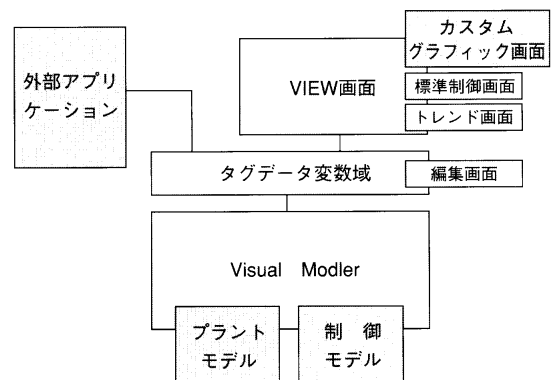 外部アプリ
ケーション
VIEW画面
カスタム
グラフィック画面
標準制御画面
トレンド画面
タグデータ変数域
編集画面
Visual Modler
プラント
モデル
制 御
モデル